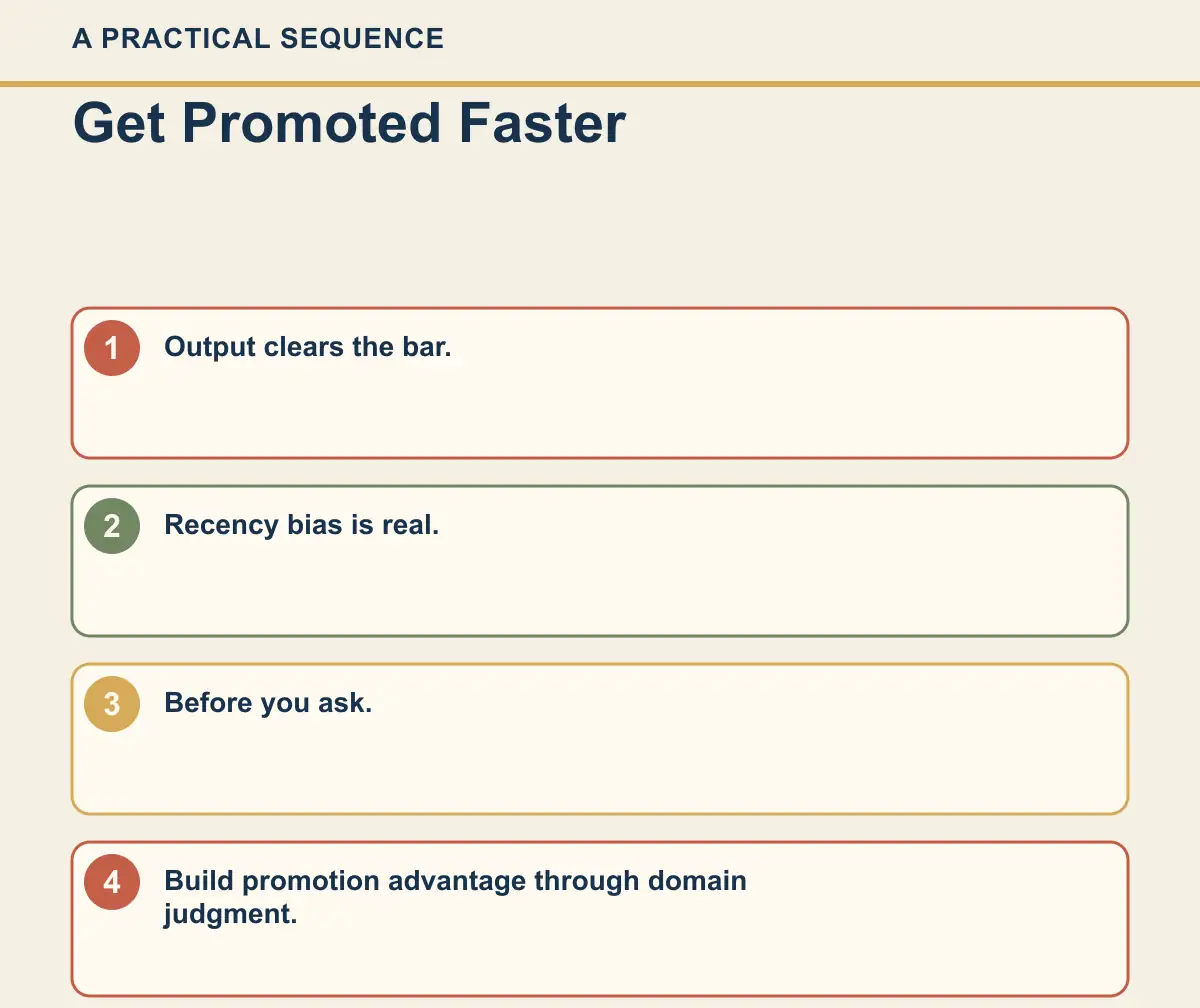 A PRACTICAL SEQUENCE
Get Promoted Faster
1
Output clears the bar.
2
Recency bias is real.
3
Before you ask.
4
Build promotion advantage through domain
judgment.